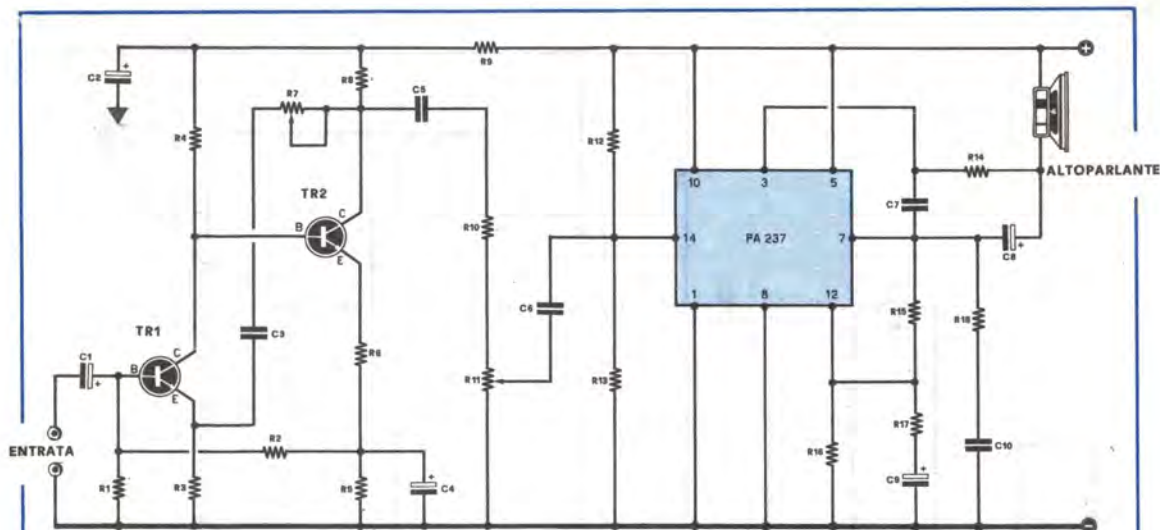 C2
R4
R7
R8
R9
C5
TR2
B
C
E
R10
R12
10
3
5
14
PA 237
7
1
8
12
C7
R14
ALTOPARLANTE
C8
R15
R18
TR1
C1
B
C
E
C3
R6
C6
R11
R13
ENTRATA
R1
R2
R3
R5
C4
R16
R17
C9
C10
+
-